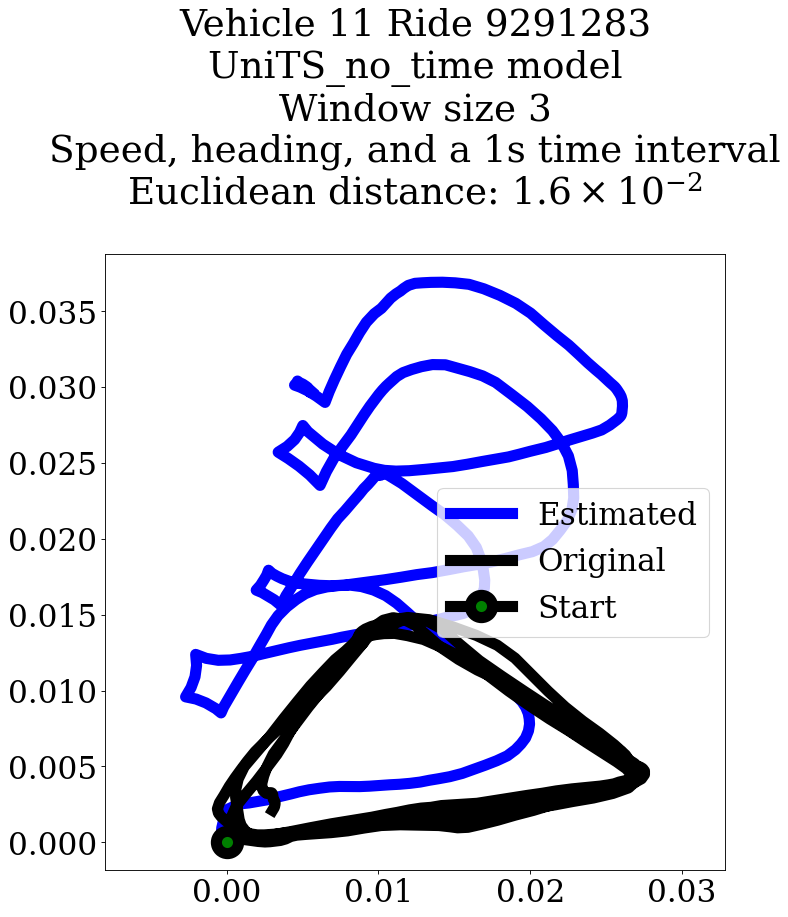 Vehicle 11 Ride 9291283
UniTS_no_time model
Window size 3
Speed, heading, and a 1s time interval
Euclidean distance: 1.6 × 10⁻²
0.035
0.030
0.025
0.020
0.015
0.010
0.005
0.000
Estimated
Original
Start
0.00
0.01
0.02
0.03